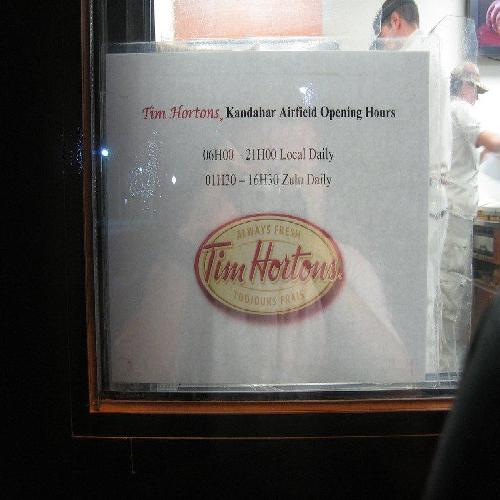 Tim Hortons, Kandahar Airfield Opening Hours
06H00 – 21H00 Local Daily
01H30 – 16H30 Zulu Daily
ALWAYS FRESH
Tim Hortons
TOUJOURS FRAIS